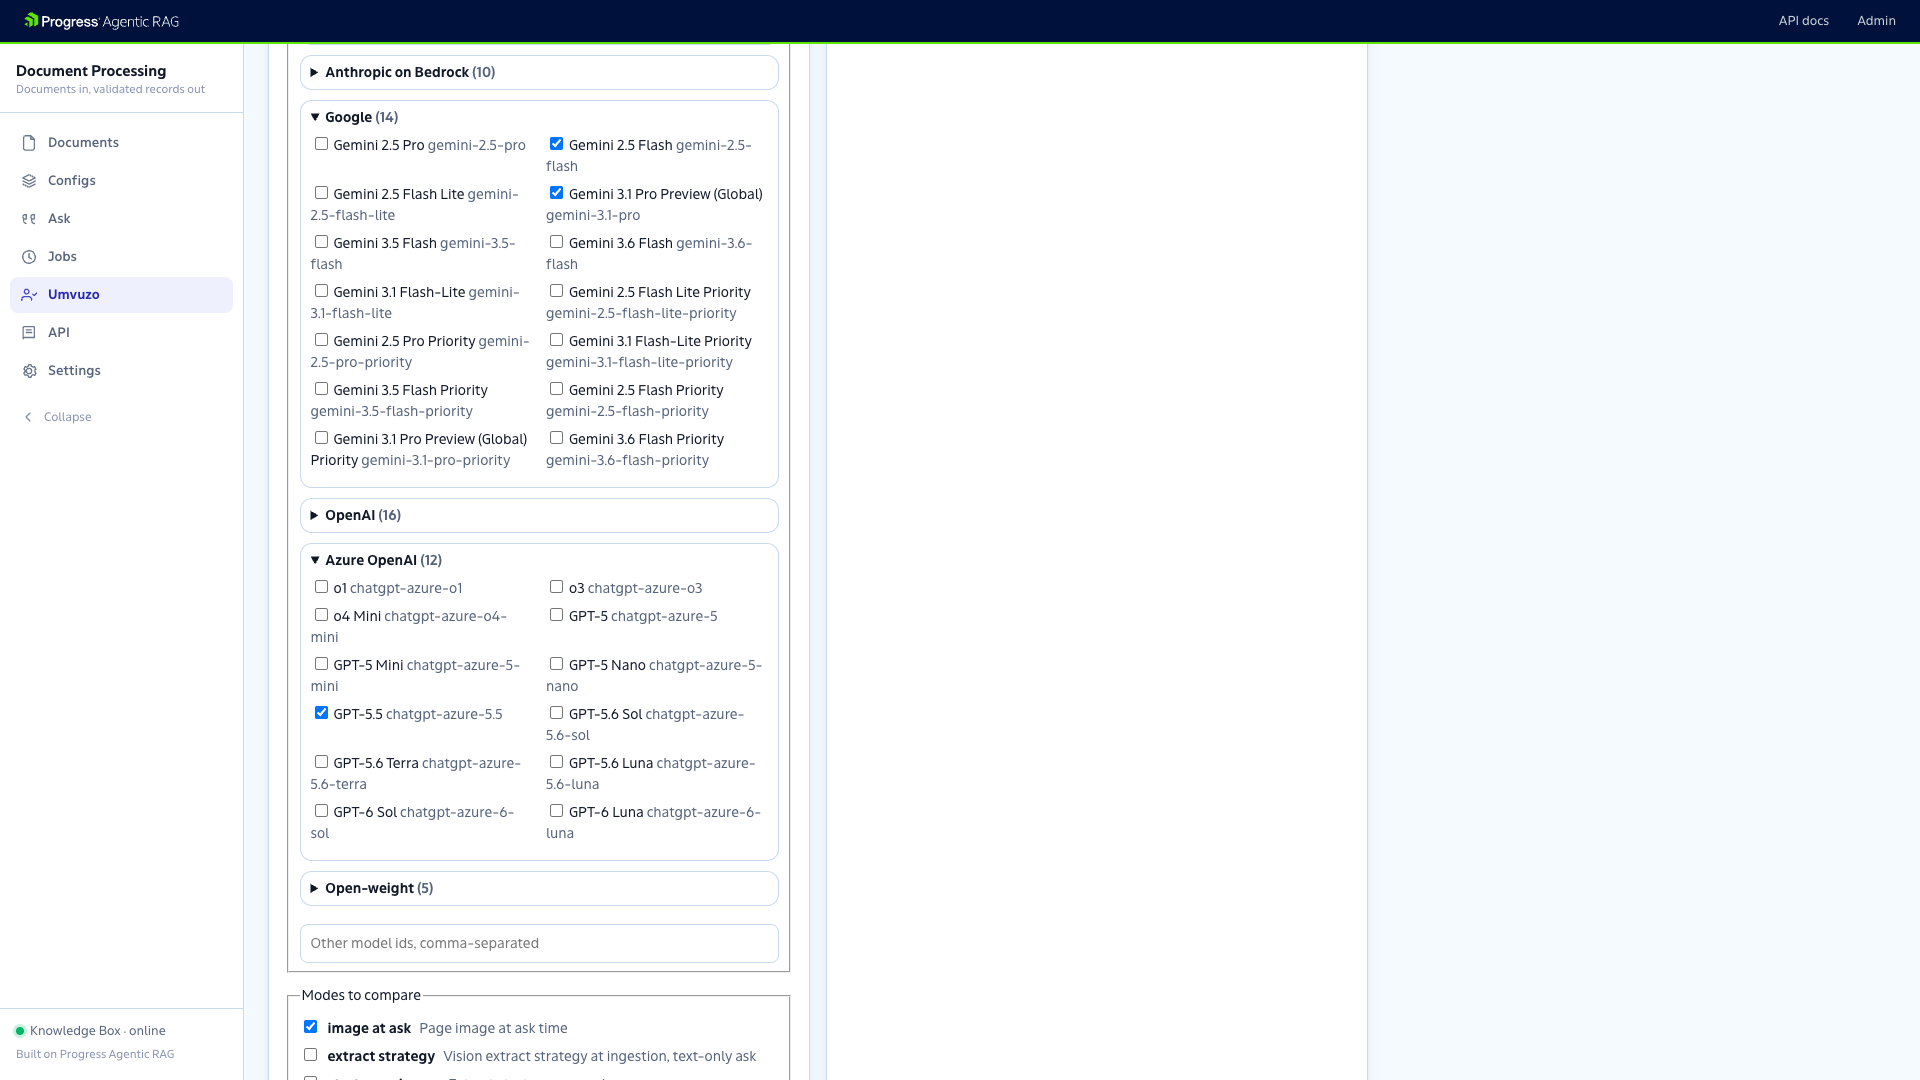 Progress Agentic RAG
API docs
Admin
Document Processing
Documents in, validated records out
Documents
Configs
Ask
Jobs
Umvuzo
API
Settings
Collapse
Knowledge Box · online
Built on Progress Agentic RAG
Anthropic on Bedrock (10)
Google (14)
Gemini 2.5 Pro gemini-2.5-pro
Gemini 2.5 Flash gemini-2.5-
flash
Gemini 2.5 Flash Lite gemini-
2.5-flash-lite
Gemini 3.1 Pro Preview (Global)
gemini-3.1-pro
Gemini 3.5 Flash gemini-3.5-
flash
Gemini 3.6 Flash gemini-3.6-
flash
Gemini 3.1 Flash-Lite gemini-
3.1-flash-lite
Gemini 2.5 Flash Lite Priority
gemini-2.5-flash-lite-priority
Gemini 2.5 Pro Priority gemini-
2.5-pro-priority
Gemini 3.1 Flash-Lite Priority
gemini-3.1-flash-lite-priority
Gemini 3.5 Flash Priority
gemini-3.5-flash-priority
Gemini 2.5 Flash Priority
gemini-2.5-flash-priority
Gemini 3.1 Pro Preview (Global)
Priority gemini-3.1-pro-priority
Gemini 3.6 Flash Priority
gemini-3.6-flash-priority
OpenAI (16)
Azure OpenAI (12)
o1 chatgpt-azure-o1
o3 chatgpt-azure-o3
o4 Mini chatgpt-azure-o4-
mini
GPT-5 chatgpt-azure-5
GPT-5 Mini chatgpt-azure-5-
mini
GPT-5 Nano chatgpt-azure-5-
nano
GPT-5.5 chatgpt-azure-5.5
GPT-5.6 Sol chatgpt-azure-
5.6-sol
GPT-5.6 Terra chatgpt-azure-
5.6-terra
GPT-5.6 Luna chatgpt-azure-
5.6-luna
GPT-6 Sol chatgpt-azure-6-
sol
GPT-6 Luna chatgpt-azure-6-
luna
Open-weight (5)
Other model ids, comma-separated
Modes to compare
image at ask Page image at ask time
extract strategy Vision extract strategy at ingestion, text-only ask